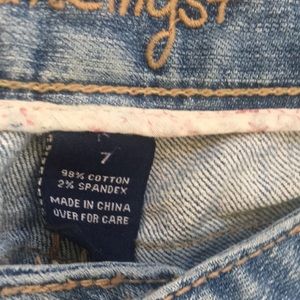 7
98% COTTON
2% SPANDEX
MADE IN CHINA
OVER FOR CARE